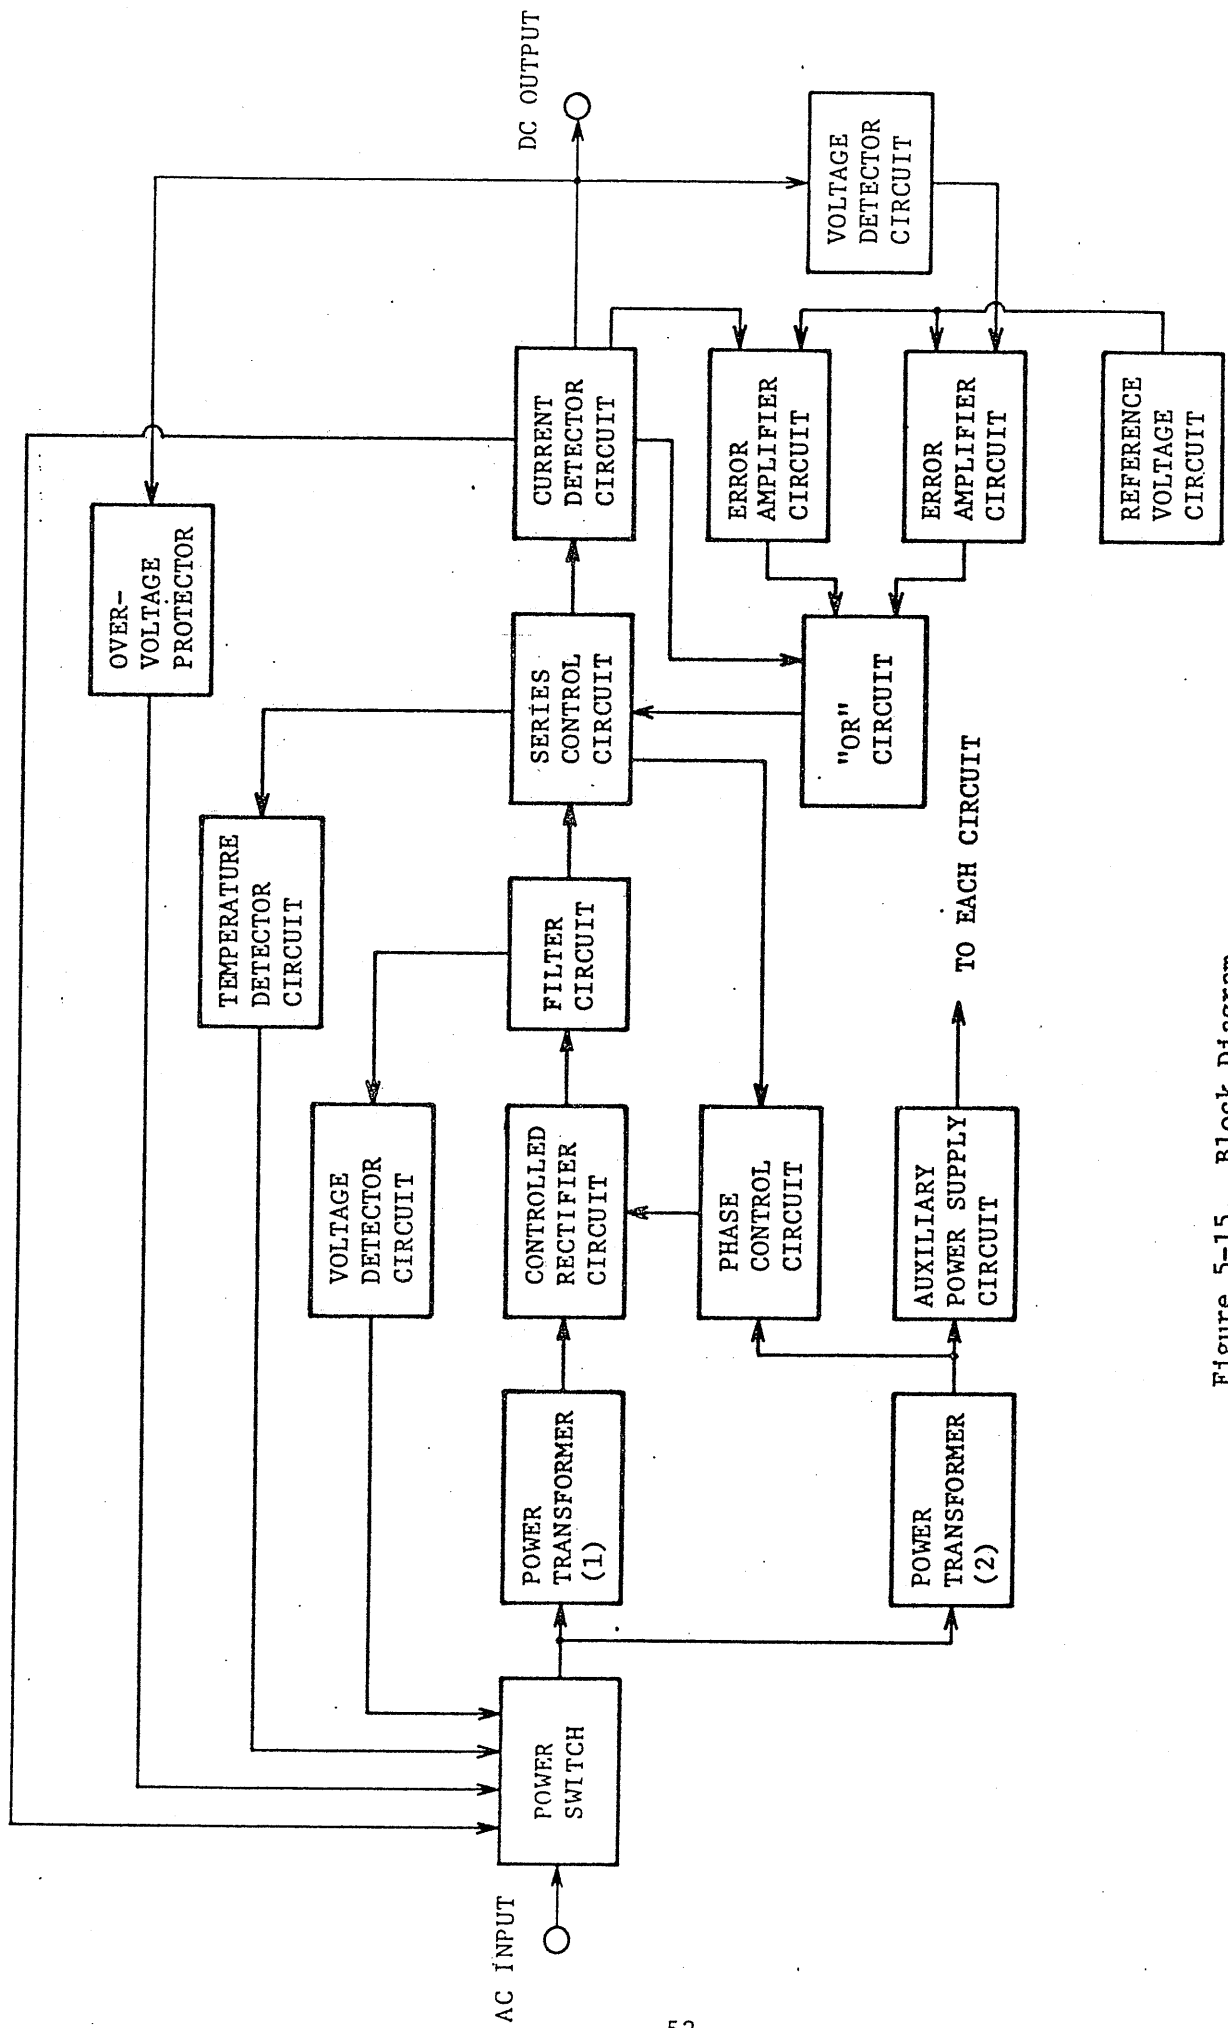 AC INPUT
POWER
SWITCH
POWER
TRANSFORMER
(1)
CONTROLLED
RECTIFIER
CIRCUIT
FILTER
CIRCUIT
SERIES
CONTROL
CIRCUIT
CURRENT
DETECTOR
CIRCUIT
DC OUTPUT
OVER-
VOLTAGE
PROTECTOR
TEMPERATURE
DETECTOR
CIRCUIT
VOLTAGE
DETECTOR
CIRCUIT
PHASE
CONTROL
CIRCUIT
"OR"
CIRCUIT
ERROR
AMPLIFIER
CIRCUIT
ERROR
AMPLIFIER
CIRCUIT
VOLTAGE
DETECTOR
CIRCUIT
REFERENCE
VOLTAGE
CIRCUIT
POWER
TRANSFORMER
(2)
AUXILIARY
POWER SUPPLY
CIRCUIT
TO EACH CIRCUIT
Figure 5-15 Block Diagram